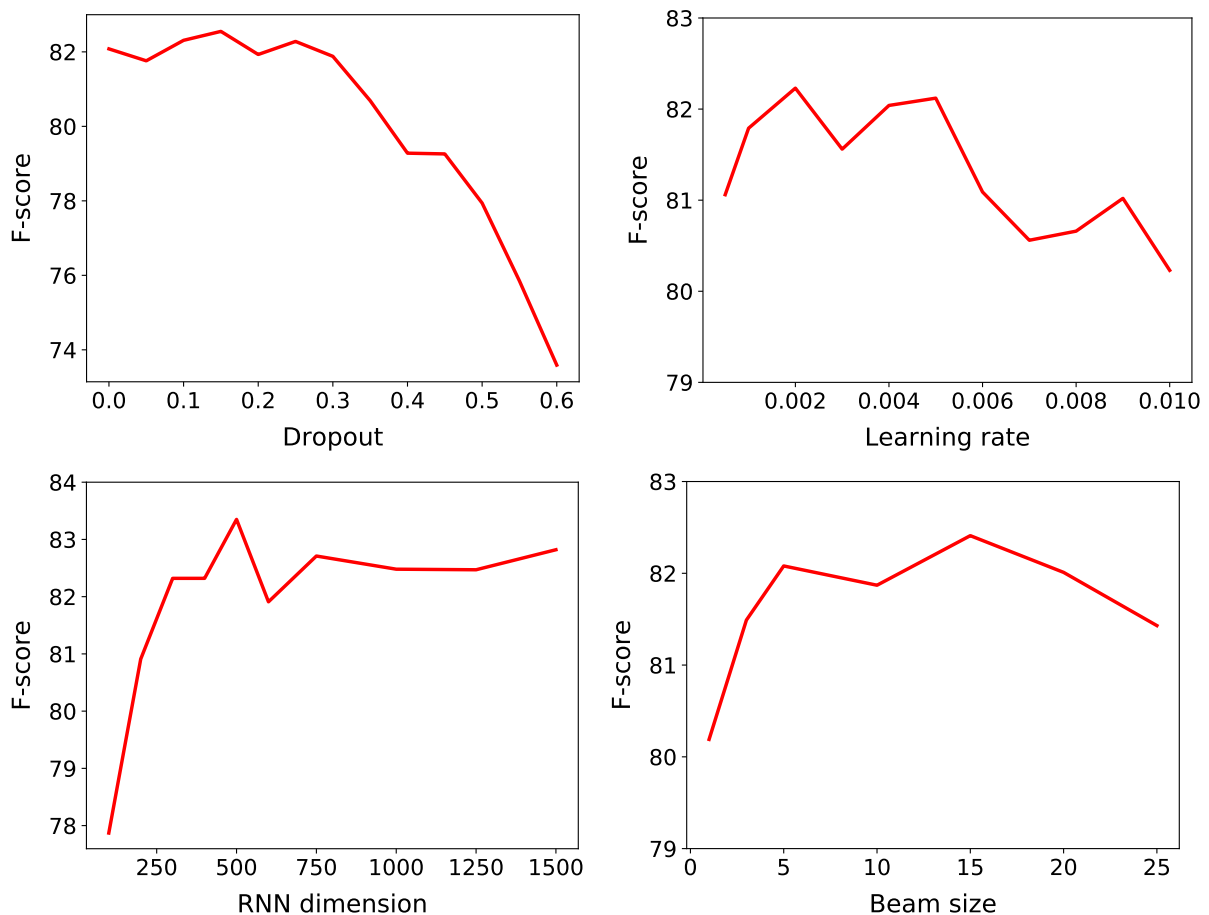 82
80
78
76
74
F-score
0.0 0.1 0.2 0.3 0.4 0.5 0.6
Dropout
83
82
81
80
79
F-score
0.002 0.004 0.006 0.008 0.010
Learning rate
84
83
82
81
80
79
78
F-score
250 500 750 1000 1250 1500
RNN dimension
83
82
81
80
79
F-score
0 5 10 15 20 25
Beam size